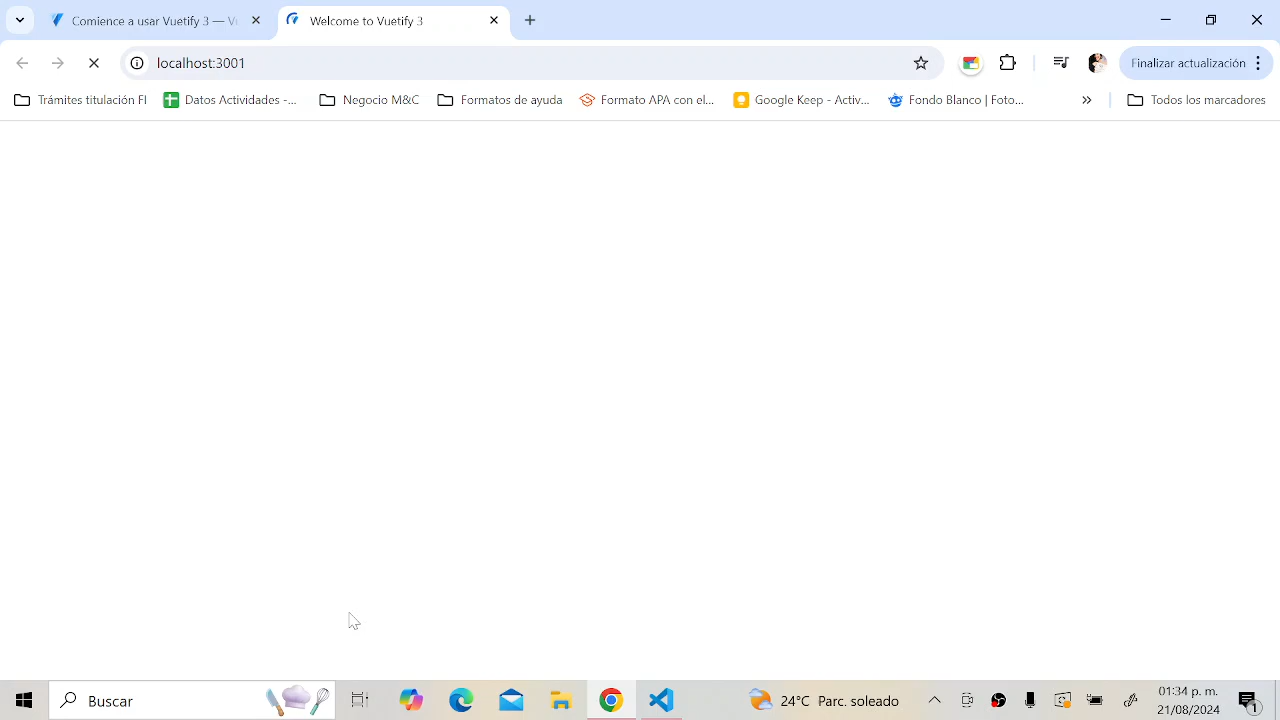 Comience a usar Vuetify 3 — Vu
Welcome to Vuetify 3
localhost:3001
Finalizar actualización
Trámites titulación FI
Datos Actividades -...
Negocio M&C
Formatos de ayuda
Formato APA con el...
Google Keep - Activ...
Fondo Blanco | Foto...
Todos los marcadores
Buscar
24°C Parc. soleado
01:34 p. m.
21/08/2024
1